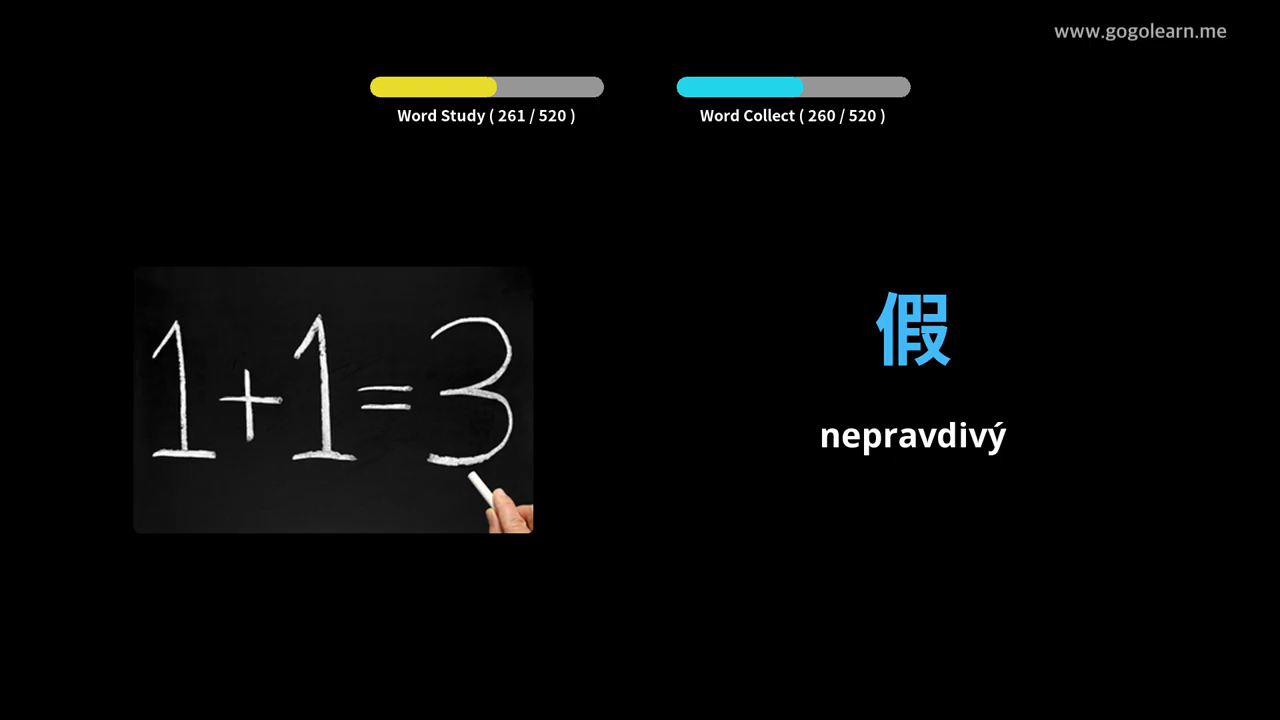 www.gogolearn.me
Word Study ( 261 / 520 )
Word Collect ( 260 / 520 )
1+1=3
假
nepravdivý